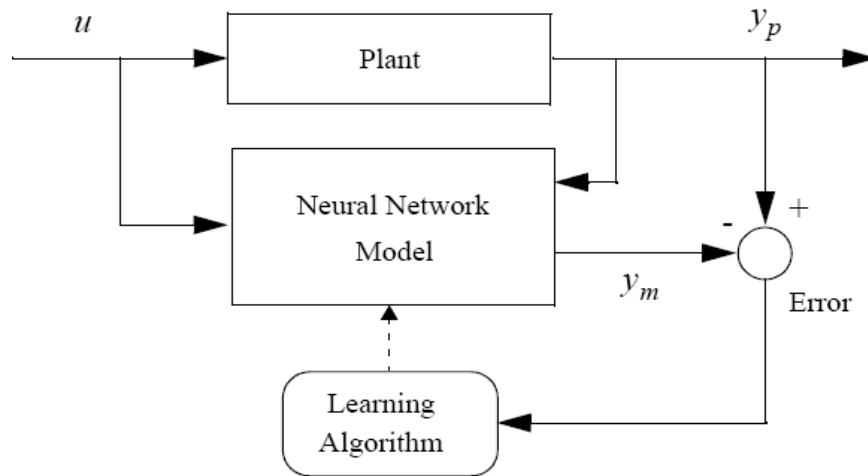 u
y_p
Plant
Neural Network
Model
- +
y_m
Error
Learning
Algorithm